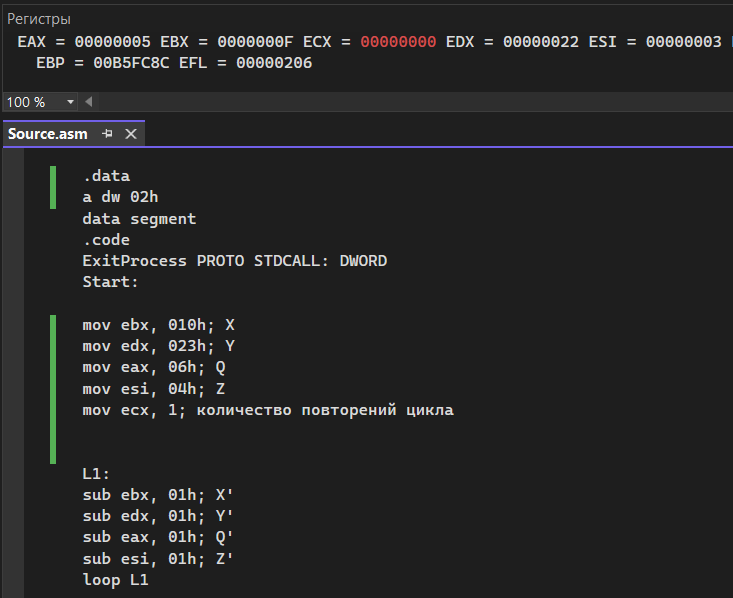 Регистры
EAX = 00000005 EBX = 0000000F ECX = 00000000 EDX = 00000022 ESI = 00000003
EBP = 00B5FC8C EFL = 00000206
100 %
Source.asm
.data
a dw 02h
data segment
.code
ExitProcess PROTO STDCALL: DWORD
Start:
mov ebx, 010h; X
mov edx, 023h; Y
mov eax, 06h; Q
mov esi, 04h; Z
mov ecx, 1; количество повторений цикла
L1:
sub ebx, 01h; X'
sub edx, 01h; Y'
sub eax, 01h; Q'
sub esi, 01h; Z'
loop L1